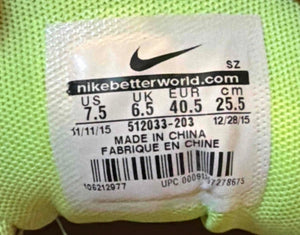 SZ
nikebetterworld.com
US UK EUR cm
7.5 6.5 40.5 25.5
11/11/15 512033-203 12/28/15
MADE IN CHINA
FABRIQUE EN CHINE
106212977
UPC